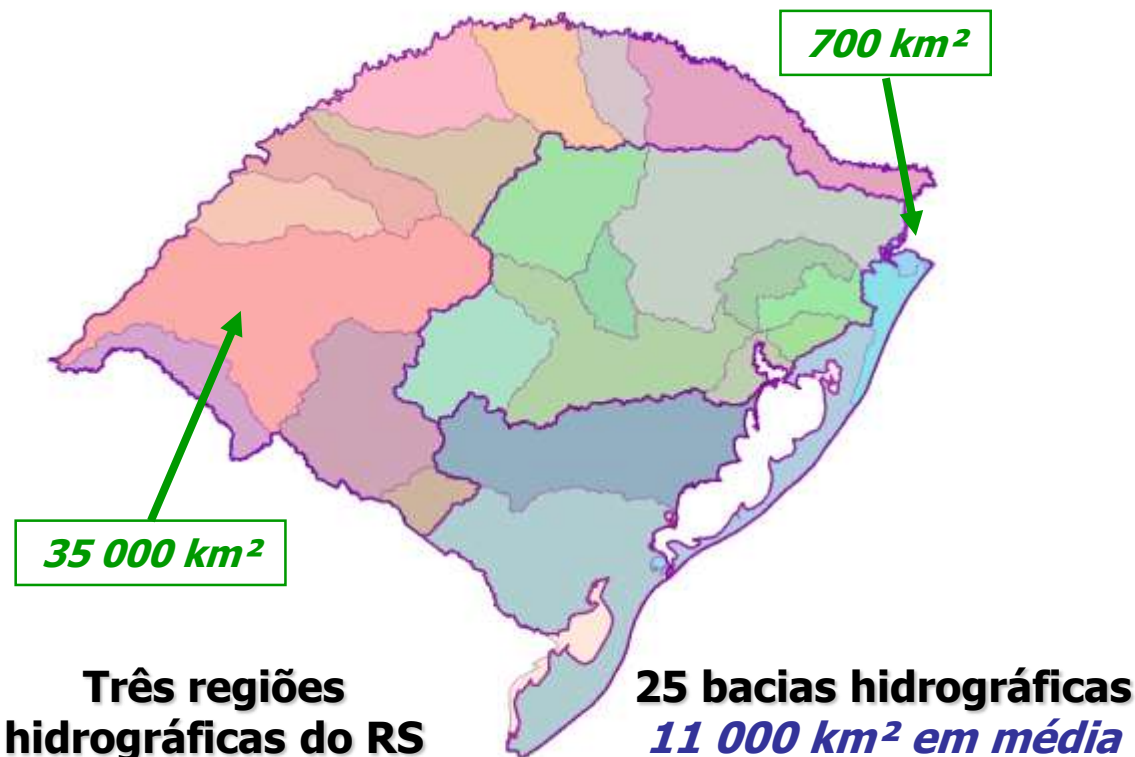 700 km²
35 000 km²
Três regiões
hidrográficas do RS
25 bacias hidrográficas
11 000 km² em média